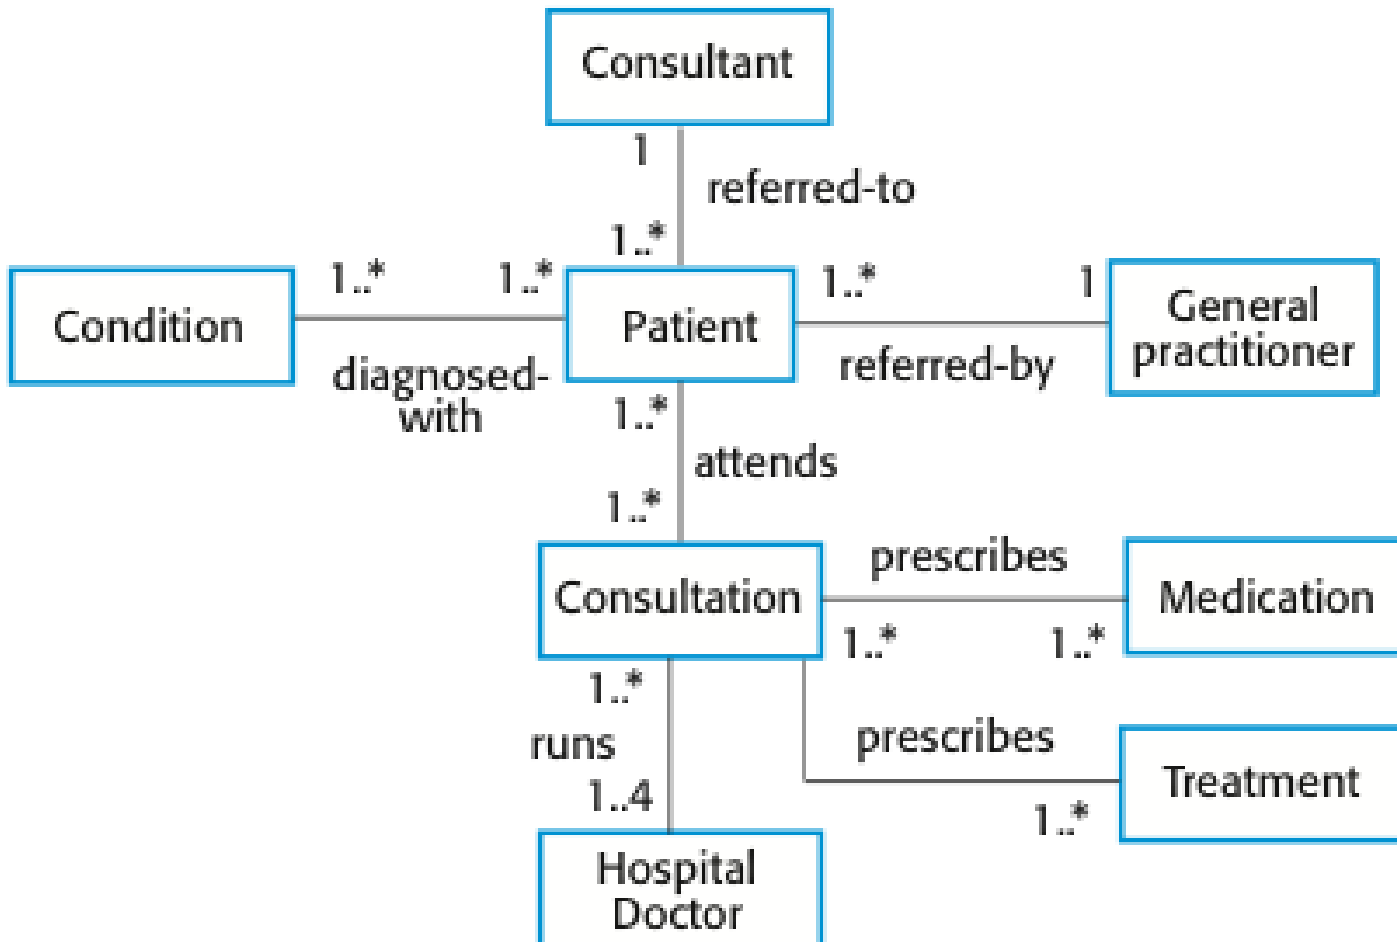 Consultant
1
referred-to
1..*
Condition
1..*
1..*
diagnosed-
with
Patient
1..*
1
referred-by
General
practitioner
1..*
attends
1..*
Consultation
prescribes
1..*
1..*
Medication
1..*
runs
1..4
prescribes
1..*
Treatment
Hospital
Doctor